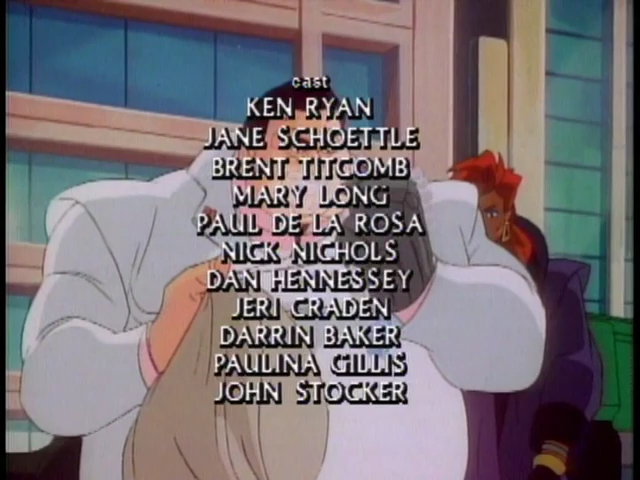 cast
KEN RYAN
JANE SCHOETTLE
BRENT TITCOMB
MARY LONG
PAUL DE LA ROSA
NICK NICHOLS
DAN HENNESSEY
JERI CRADEN
DARRIN BAKER
PAULINA GILLIS
JOHN STOCKER